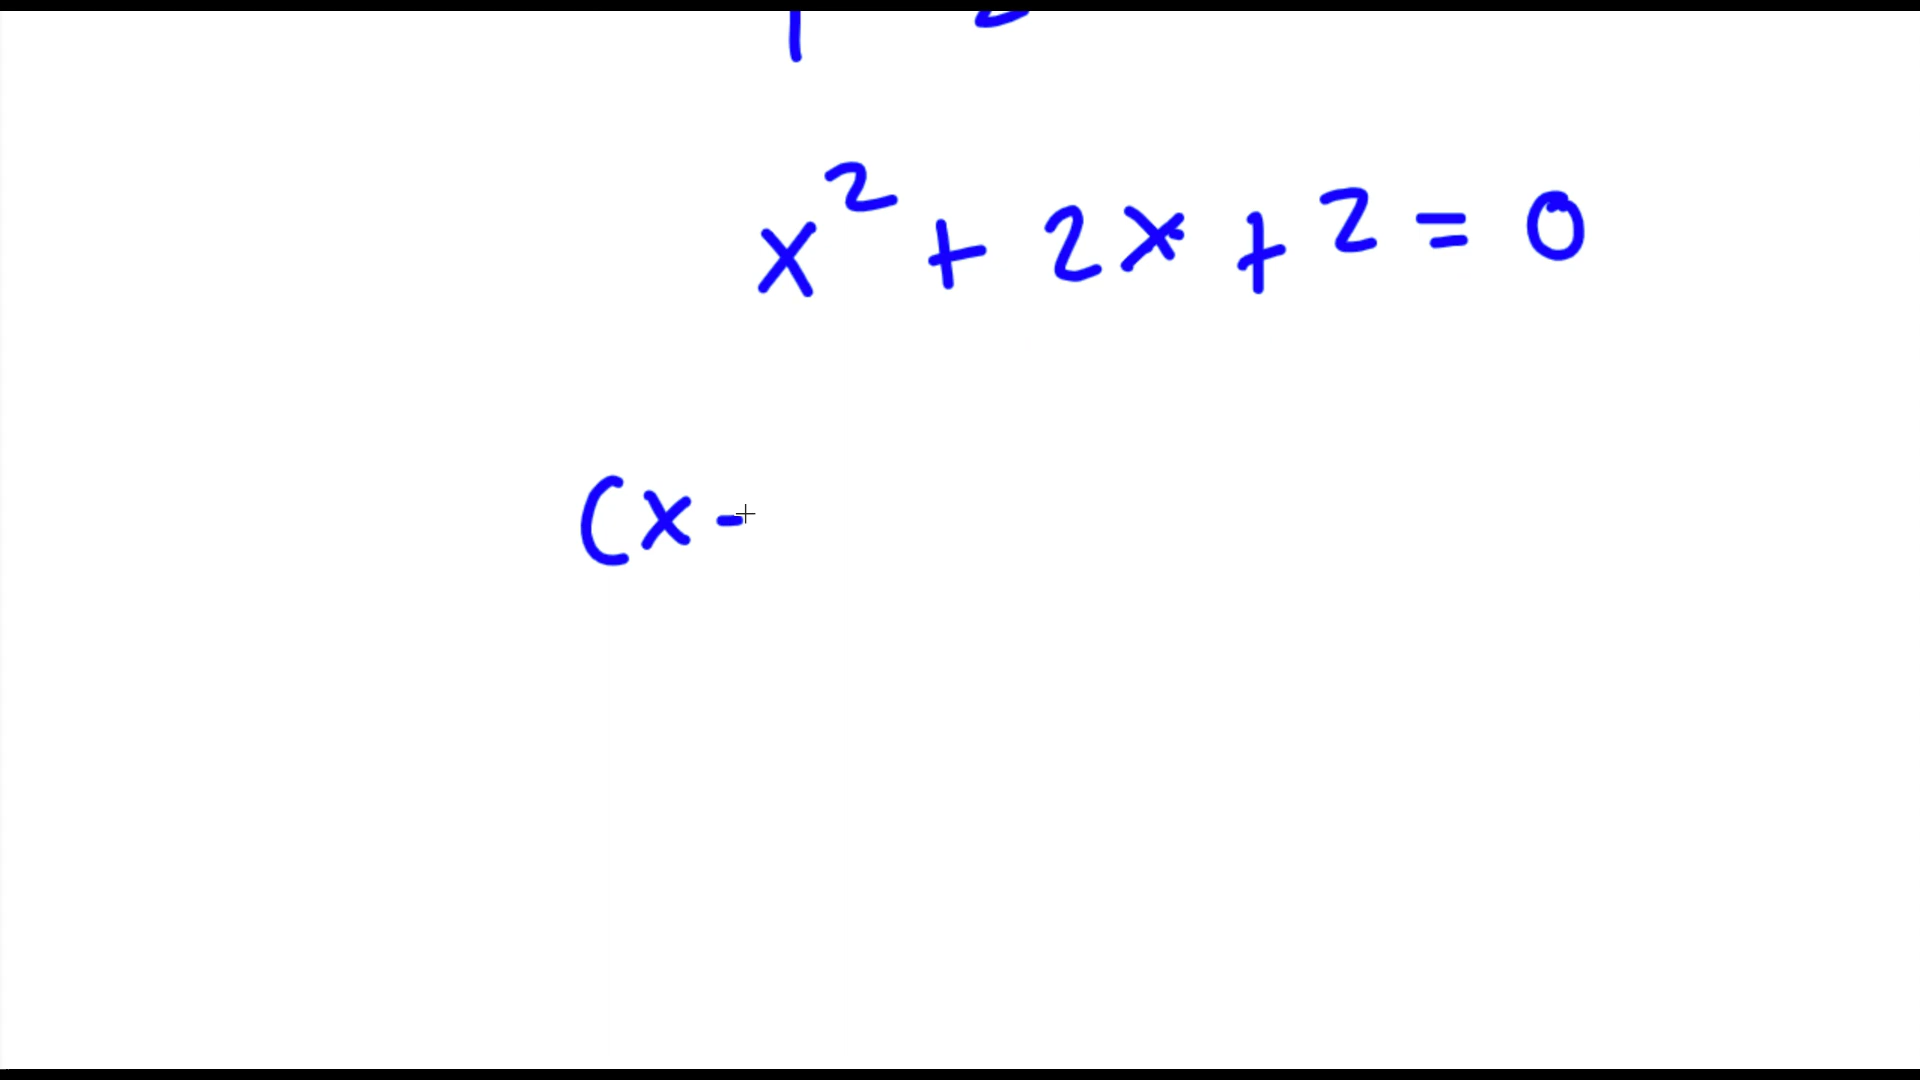 x² + 2x + 2 = 0
(x -